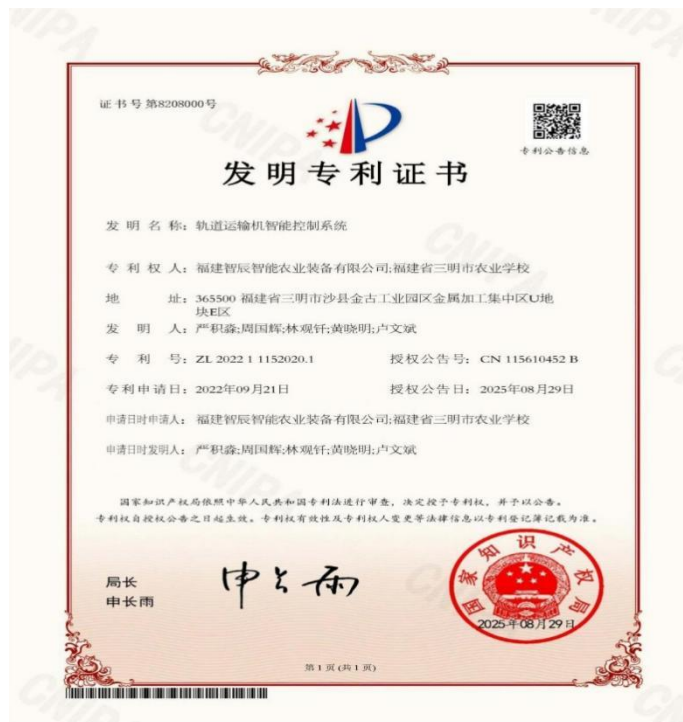 证书号第8208000号
专利公告信息
发明专利证书
发明名称：轨道运输机智能控制系统
专利权人：福建智辰智能农业装备有限公司;福建省三明市农业学校
地址：365500 福建省三明市沙县金古工业园区金属加工集中区U地
块E区
发明人：严积淼;周国辉;林观钎;黄晓明;卢文斌
专利号：ZL 2022 1 1152020.1 授权公告号：CN 115610452 B
专利申请日：2022年09月21日 授权公告日：2025年08月29日
申请日时申请人：福建智辰智能农业装备有限公司;福建省三明市农业学校
申请日时发明人：严积淼;周国辉;林观钎;黄晓明;卢文斌
国家知识产权局依照中华人民共和国专利法进行审查，决定授予专利权，并予以公告。
专利权自授权公告之日起生效。专利权有效性及专利权人变更等法律信息以专利登记簿记载为准。
局长
申长雨
申长雨
国家知识产权局
2025年08月29日
第1页(共1页)
CNIPA